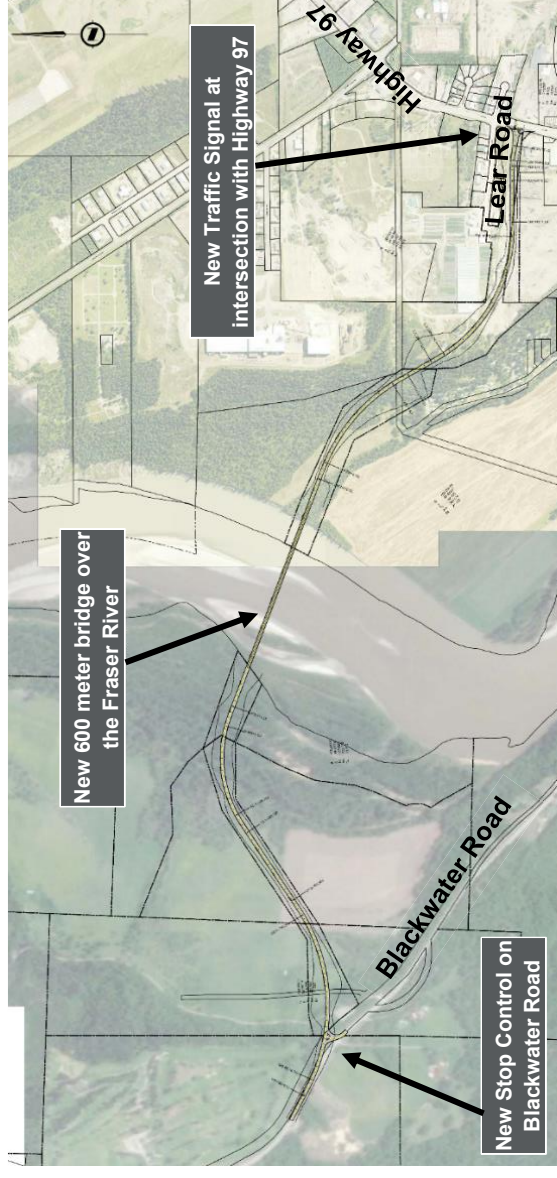 New Stop Control on
Blackwater Road
Blackwater Road
New 600 meter bridge over
the Fraser River
New Traffic Signal at
intersection with Highway 97
Highway 97
Lear Road